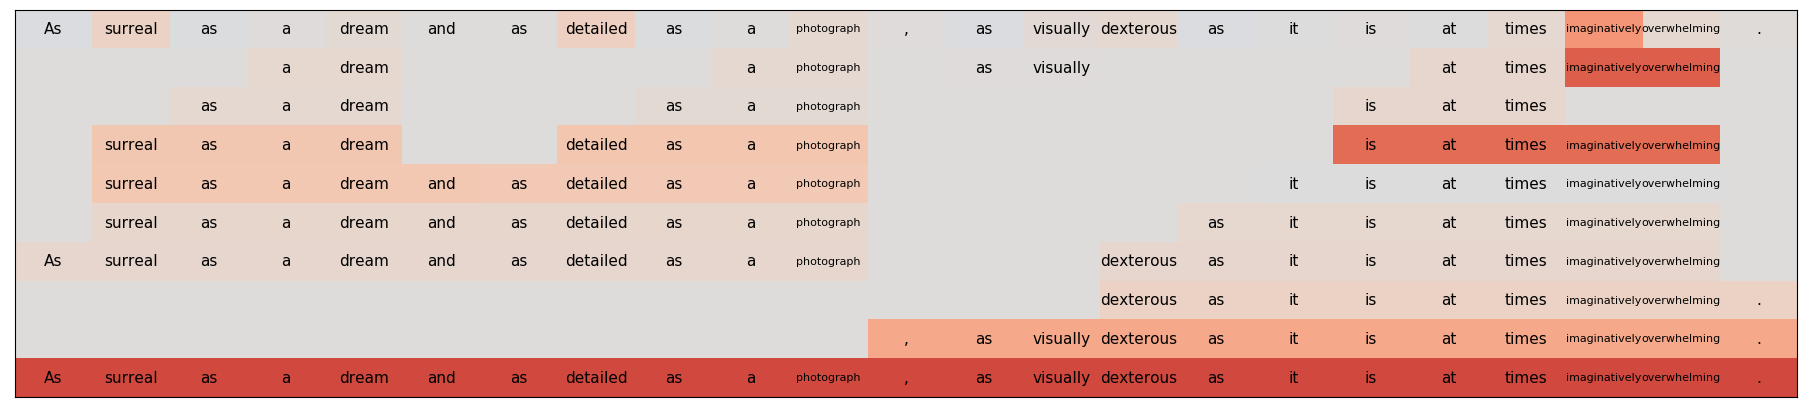 As surreal as a dream and as detailed as a photograph , as visually dexterous as it is at times imaginatively overwhelming .
a dream a photograph as visually at times imaginatively overwhelming
as a dream as a photograph is at times
surreal as a dream detailed as a photograph is at times imaginatively overwhelming
surreal as a dream and as detailed as a photograph it is at times imaginatively overwhelming
surreal as a dream and as detailed as a photograph as it is at times imaginatively overwhelming
As surreal as a dream and as detailed as a photograph dexterous as it is at times imaginatively overwhelming
dexterous as it is at times imaginatively overwhelming .
, as visually dexterous as it is at times imaginatively overwhelming .
As surreal as a dream and as detailed as a photograph , as visually dexterous as it is at times imaginatively overwhelming .